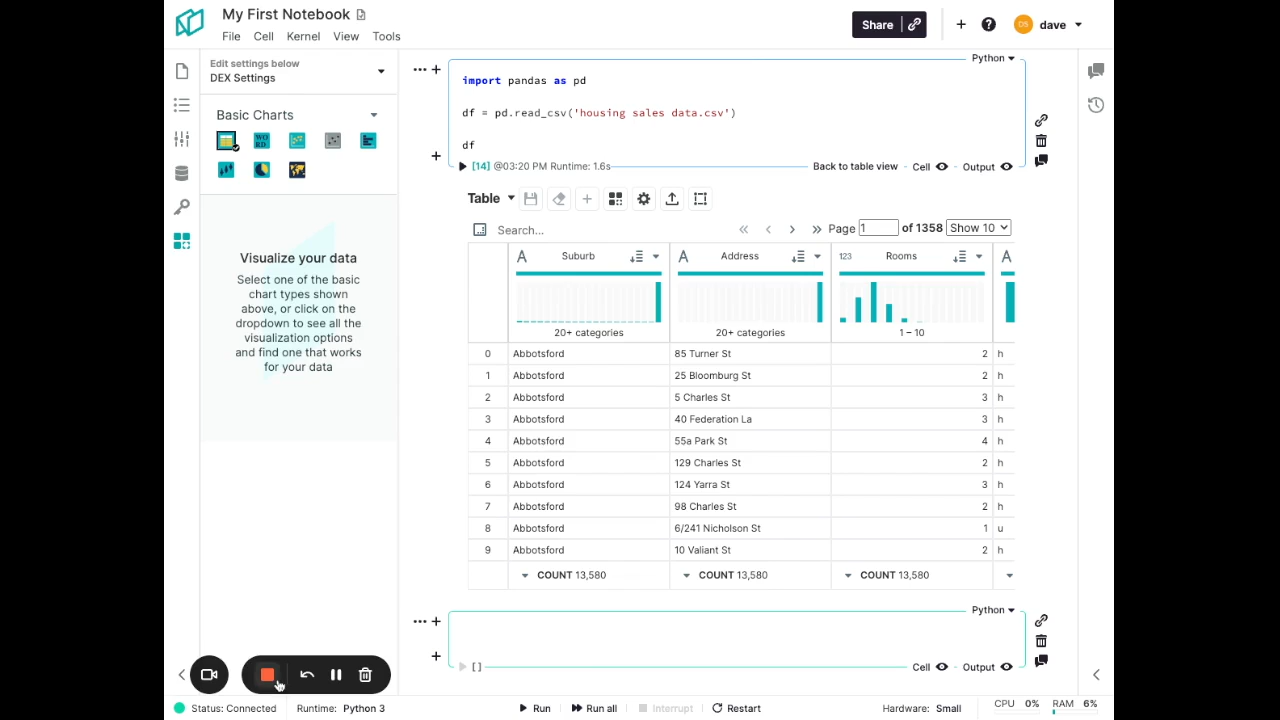 My First Notebook
File Cell Kernel View Tools
Share
DS dave
Edit settings below
DEX Settings
Basic Charts
WORD
Visualize your data
Select one of the basic
chart types shown
above, or click on the
dropdown to see all the
visualization options
and find one that works
for your data
Python
import pandas as pd
df = pd.read_csv('housing sales data.csv')
df
[14] @03:20 PM Runtime: 1.6s
Back to table view Cell Output
Table
Search...
Page 1 of 1358 Show 10
A Suburb A Address 123 Rooms A
20+ categories 20+ categories 1 – 10
0 Abbotsford 85 Turner St 2 h
1 Abbotsford 25 Bloomburg St 2 h
2 Abbotsford 5 Charles St 3 h
3 Abbotsford 40 Federation La 3 h
4 Abbotsford 55a Park St 4 h
5 Abbotsford 129 Charles St 2 h
6 Abbotsford 124 Yarra St 3 h
7 Abbotsford 98 Charles St 2 h
8 Abbotsford 6/241 Nicholson St 1 u
9 Abbotsford 10 Valiant St 2 h
COUNT 13,580 COUNT 13,580 COUNT 13,580
Python
[ ]
Cell Output
Status: Connected Runtime: Python 3 Run Run all Interrupt Restart Hardware: Small CPU 0% RAM 6%